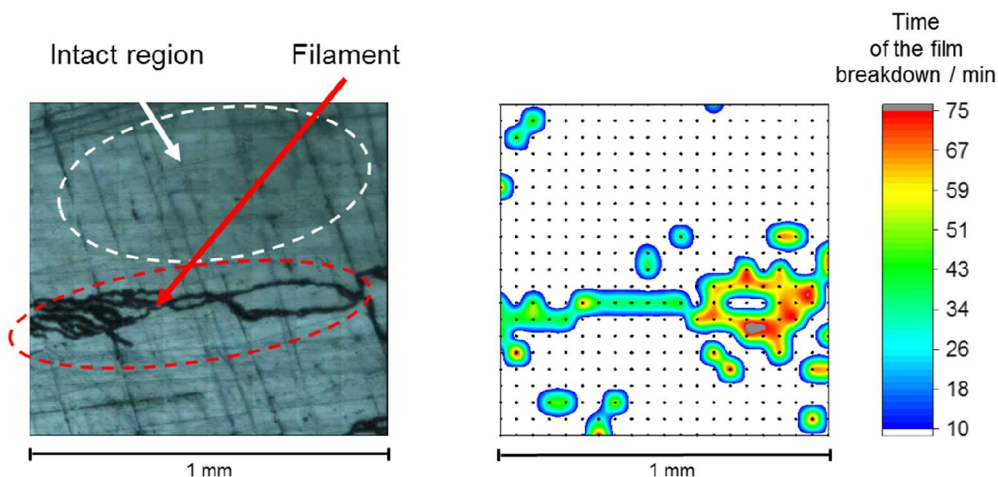 Intact region
Filament
1 mm
Time
of the film
breakdown / min
75
67
59
51
43
34
26
18
10
1 mm